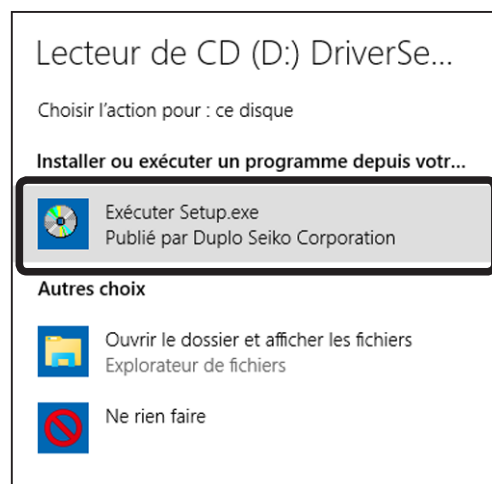 Lecteur de CD (D:) DriverSe...
Choisir l'action pour : ce disque
Installer ou exécuter un programme depuis votr...
Exécuter Setup.exe
Publié par Duplo Seiko Corporation
Autres choix
Ouvrir le dossier et afficher les fichiers
Explorateur de fichiers
Ne rien faire